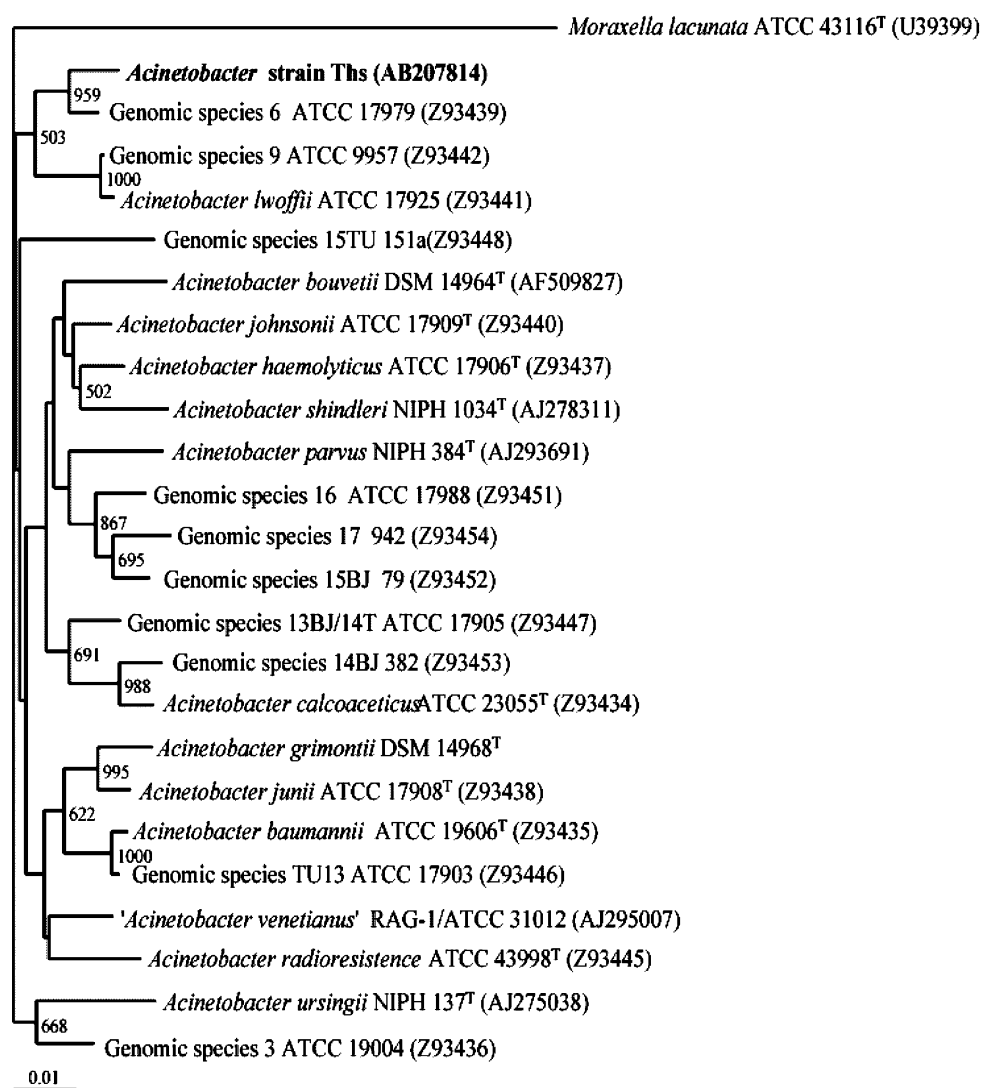 Moraxella lacunata ATCC 43116T (U39399)
Acinetobacter strain Ths (AB207814)
959
Genomic species 6 ATCC 17979 (Z93439)
503
Genomic species 9 ATCC 9957 (Z93442)
1000
Acinetobacter lwoffii ATCC 17925 (Z93441)
Genomic species 15TU 151a(Z93448)
Acinetobacter bouvetii DSM 14964T (AF509827)
Acinetobacter johnsonii ATCC 17909T (Z93440)
Acinetobacter haemolyticus ATCC 17906T (Z93437)
502
Acinetobacter shindleri NIPH 1034T (AJ278311)
Acinetobacter parvus NIPH 384T (AJ293691)
Genomic species 16 ATCC 17988 (Z93451)
867
Genomic species 17 942 (Z93454)
695
Genomic species 15BJ 79 (Z93452)
Genomic species 13BJ/14T ATCC 17905 (Z93447)
691
Genomic species 14BJ 382 (Z93453)
988
Acinetobacter calcoaceticusATCC 23055T (Z93434)
Acinetobacter grimontii DSM 14968T
995
Acinetobacter junii ATCC 17908T (Z93438)
622
Acinetobacter baumannii ATCC 19606T (Z93435)
1000
Genomic species TU13 ATCC 17903 (Z93446)
'Acinetobacter venetianus' RAG-1/ATCC 31012 (AJ295007)
Acinetobacter radioresistence ATCC 43998T (Z93445)
Acinetobacter ursingii NIPH 137T (AJ275038)
668
Genomic species 3 ATCC 19004 (Z93436)
0.01